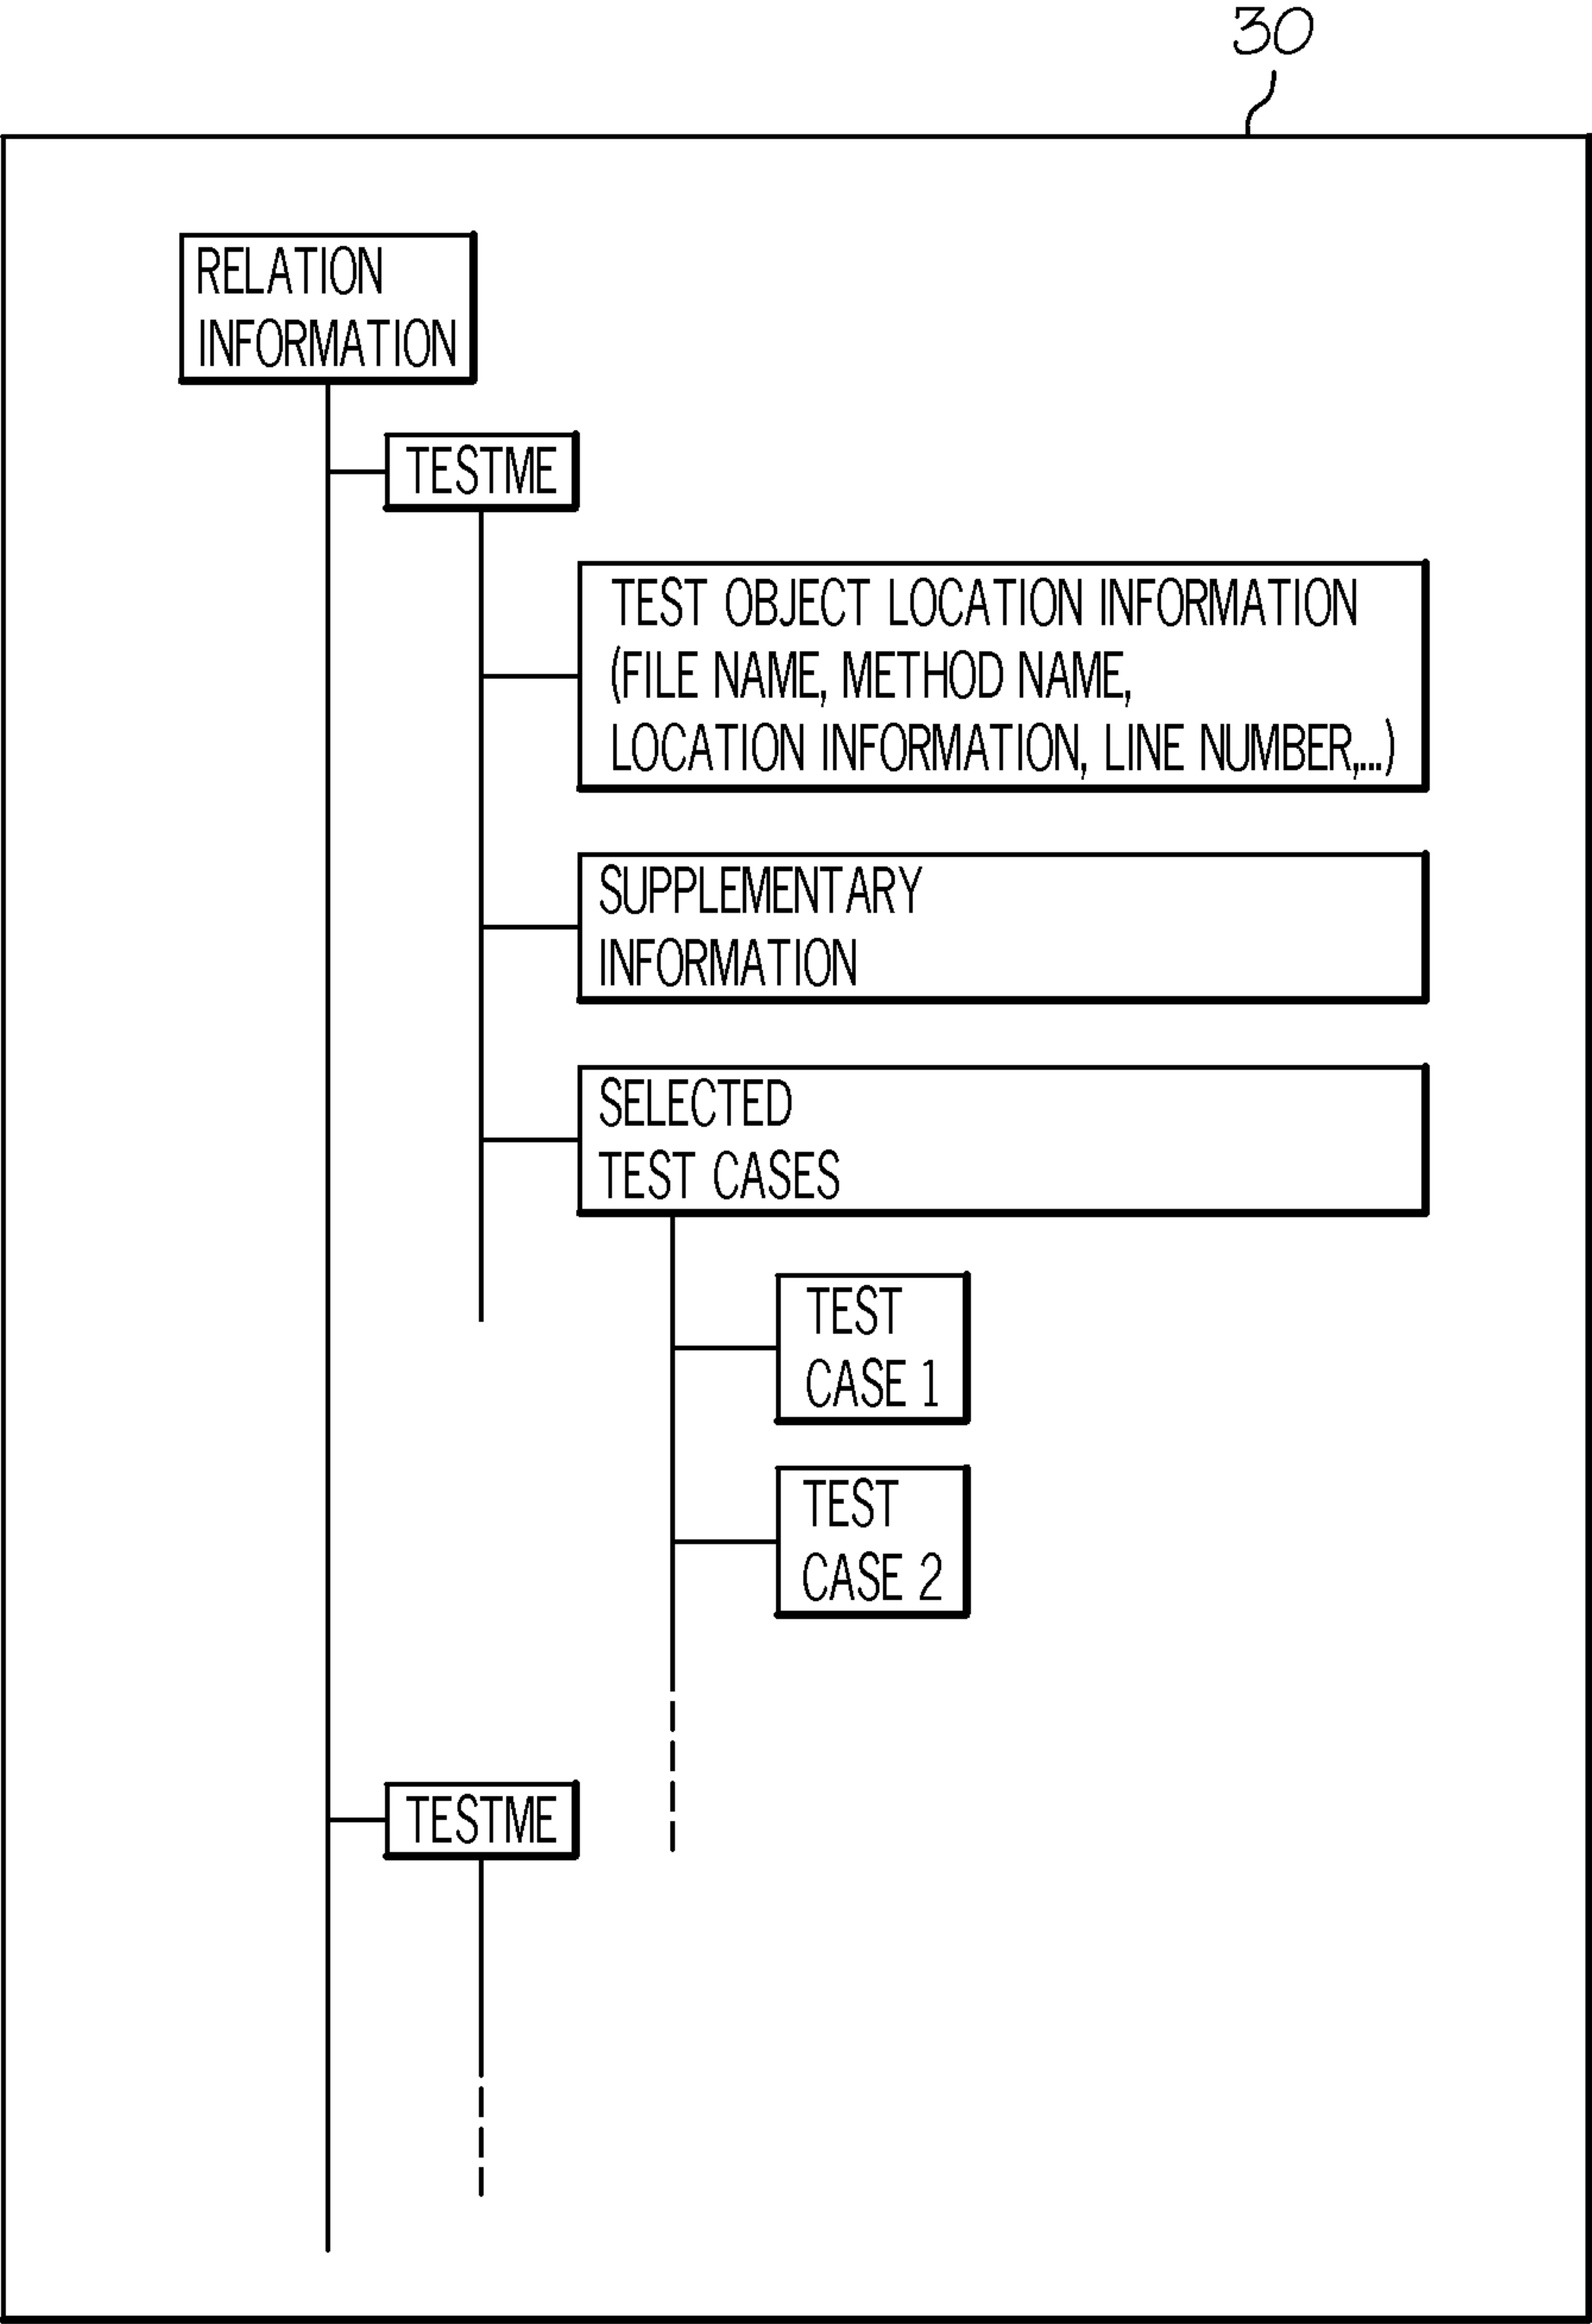 30
RELATION
INFORMATION
TESTME
TEST OBJECT LOCATION INFORMATION
(FILE NAME, METHOD NAME,
LOCATION INFORMATION, LINE NUMBER,...)
SUPPLEMENTARY
INFORMATION
SELECTED
TEST CASES
TEST
CASE 1
TEST
CASE 2
TESTME